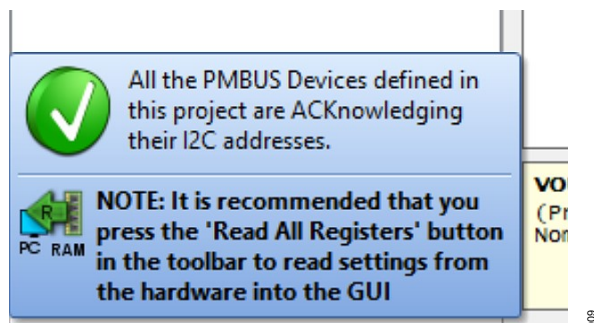 All the PMBUS Devices defined in
this project are ACKnowledging
their I2C addresses.
R
PC RAM
NOTE: It is recommended that you
press the 'Read All Registers' button
in the toolbar to read settings from
the hardware into the GUI
VO
(Pr
Nor